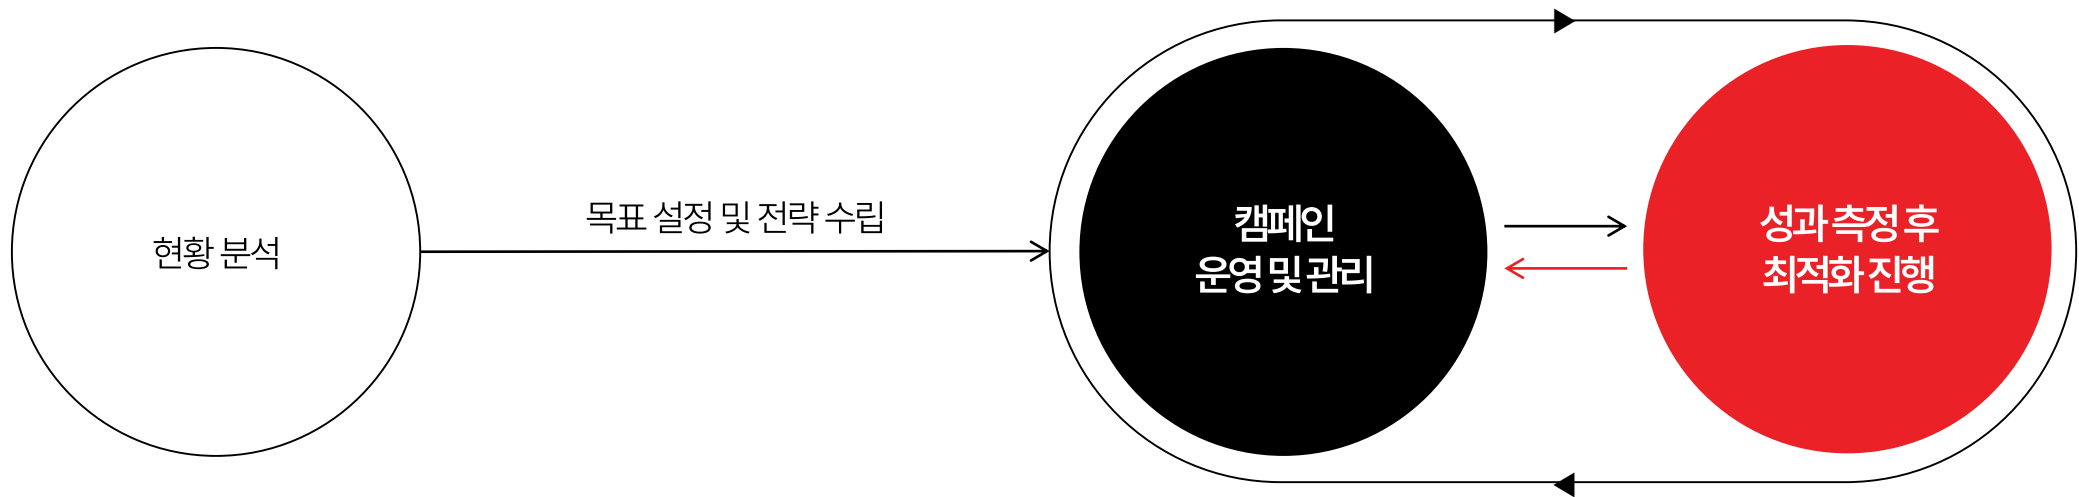 현황 분석
목표 설정 및 전략 수립
캠페인
운영 및 관리
성과 측정 후
최적화 진행